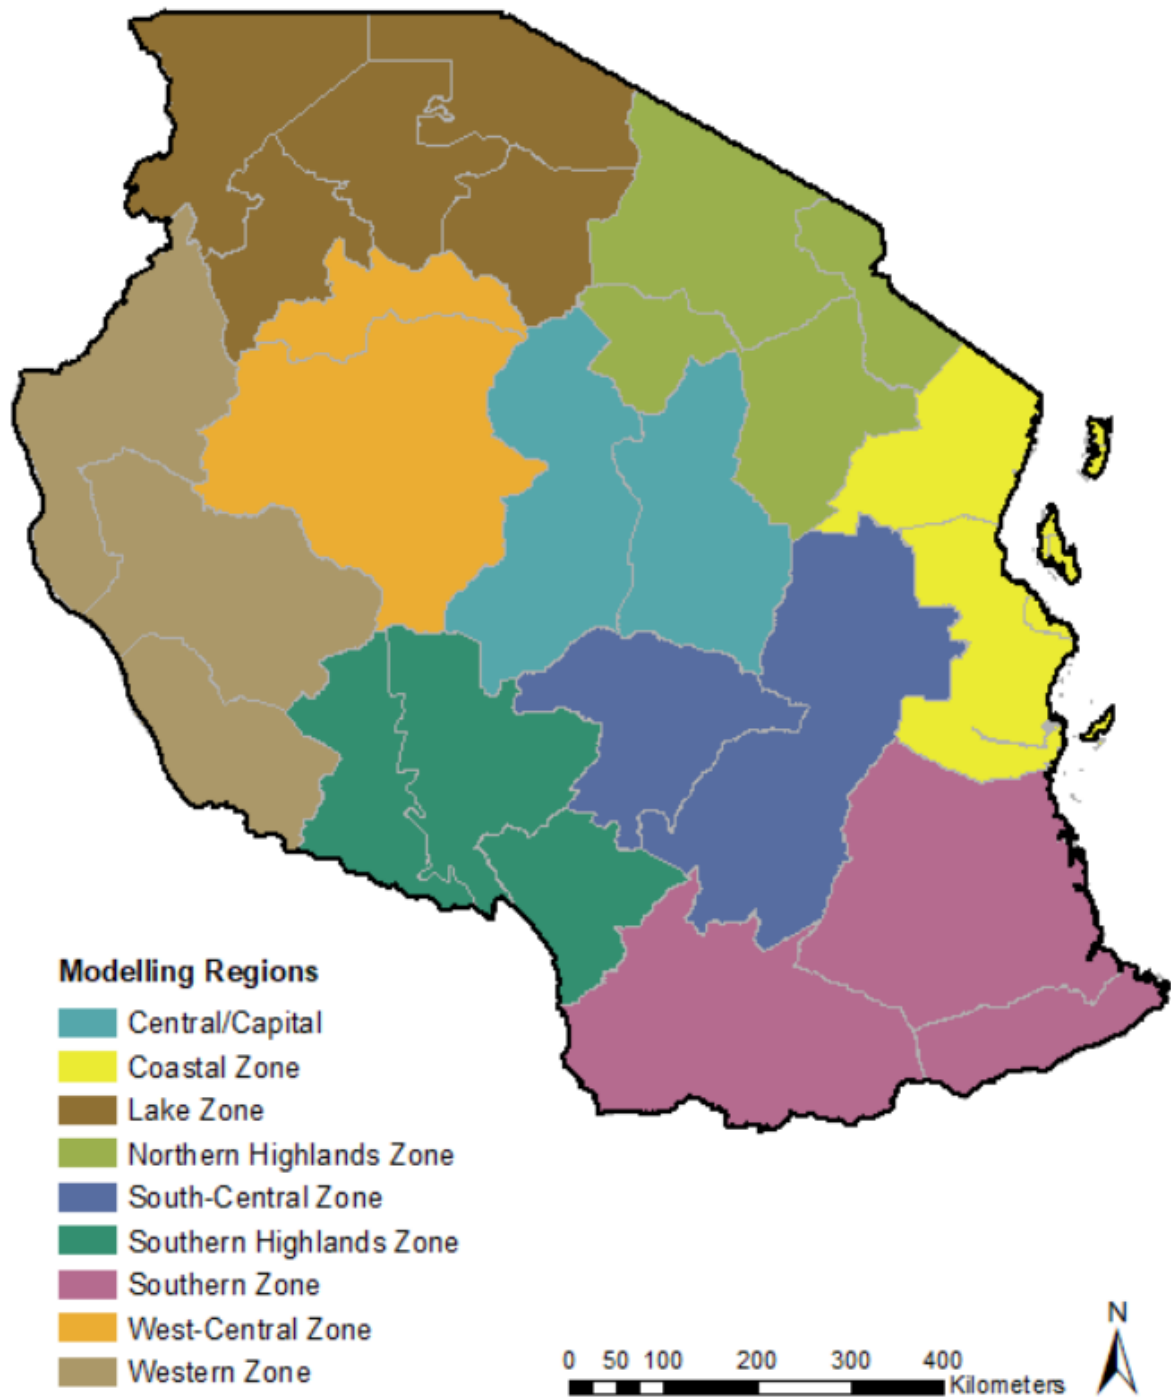 Modelling Regions
Central/Capital
Coastal Zone
Lake Zone
Northern Highlands Zone
South-Central Zone
Southern Highlands Zone
Southern Zone
West-Central Zone
Western Zone
0 50 100 200 300 400
Kilometers
N